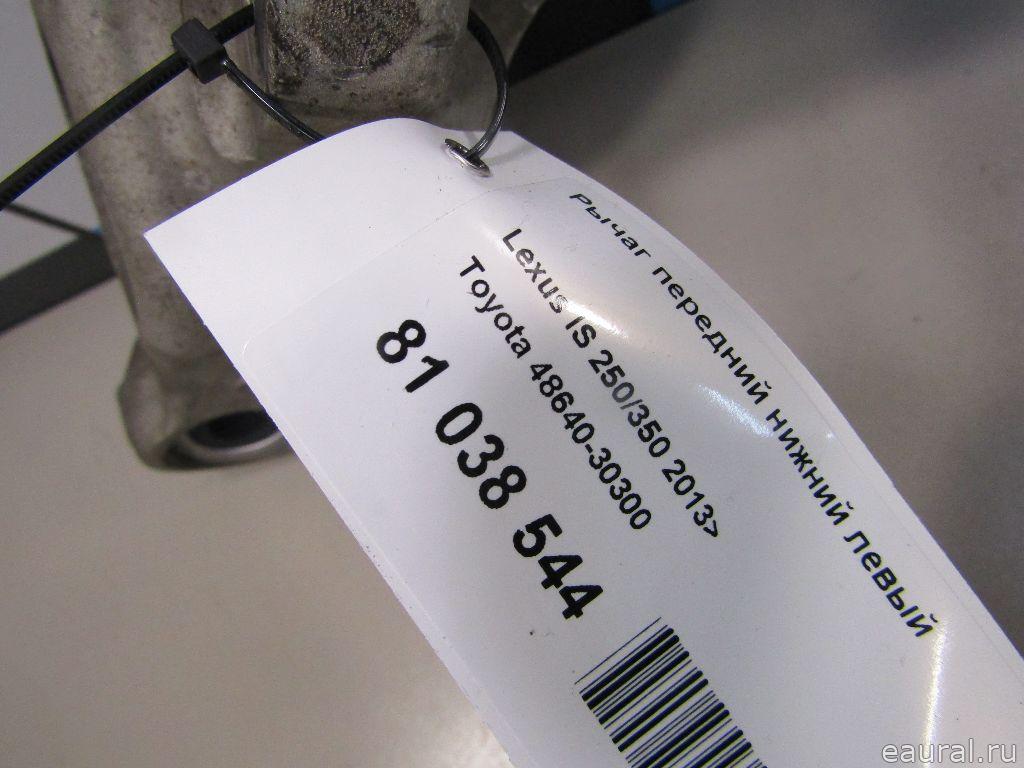 Рычаг передний нижний левый
Lexus IS 250/350 2013>
Toyota 48640-30300
81 038 544
eaural.ru